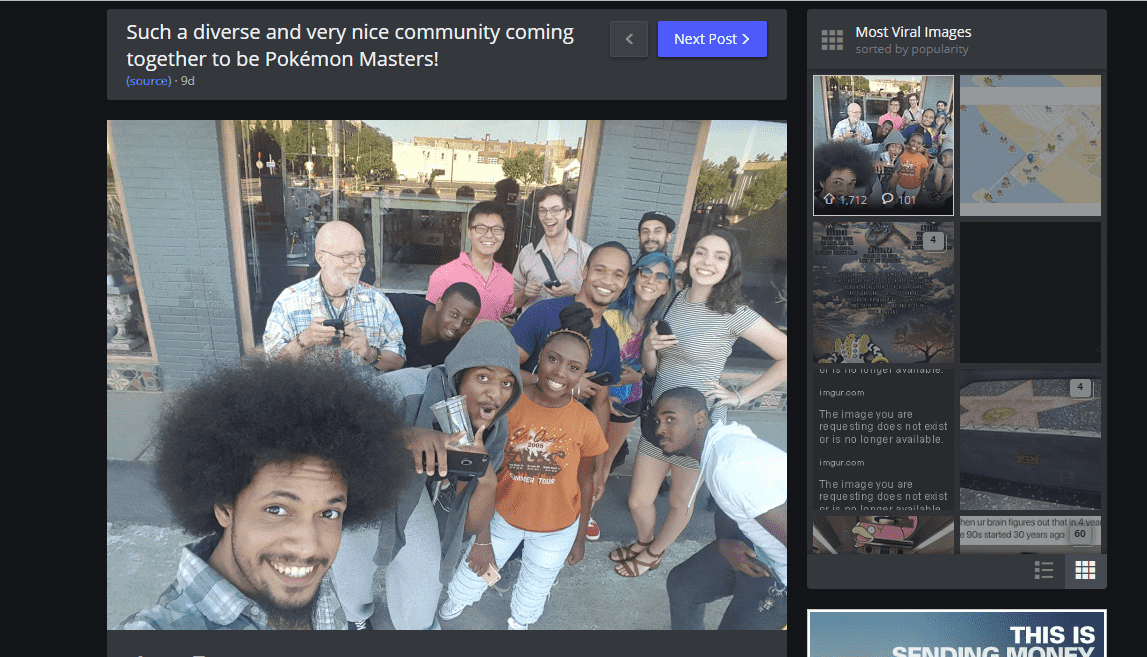 Such a diverse and very nice community coming
together to be Pokémon Masters!
(source) · 9d
Next Post
Most Viral Images
sorted by popularity
1,712 101
4
or is no longer available.
imgur.com
The image you are
requesting does not exist
or is no longer available.
imgur.com
The image you are
requesting does not exist
or is no longer available.
4
hen ur brain figures out that in 4 year
e 90s started 30 years ago
60
2008
SUMMER TOUR
THIS IS
SENDING MONEY